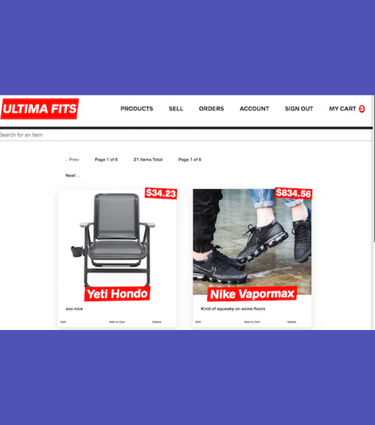 ULTIMA FITS
PRODUCTS SELL ORDERS ACCOUNT SIGN OUT MY CART 3
Search for an Item
Prev Page 1 of 6 21 Items Total Page 1 of 6
Next
$34.23
$834.56
Yeti Hondo
Nike Vapormax
soo nice
Kind of squeaky on some floors
Edit Add to Cart Delete
Edit Add to Cart Delete